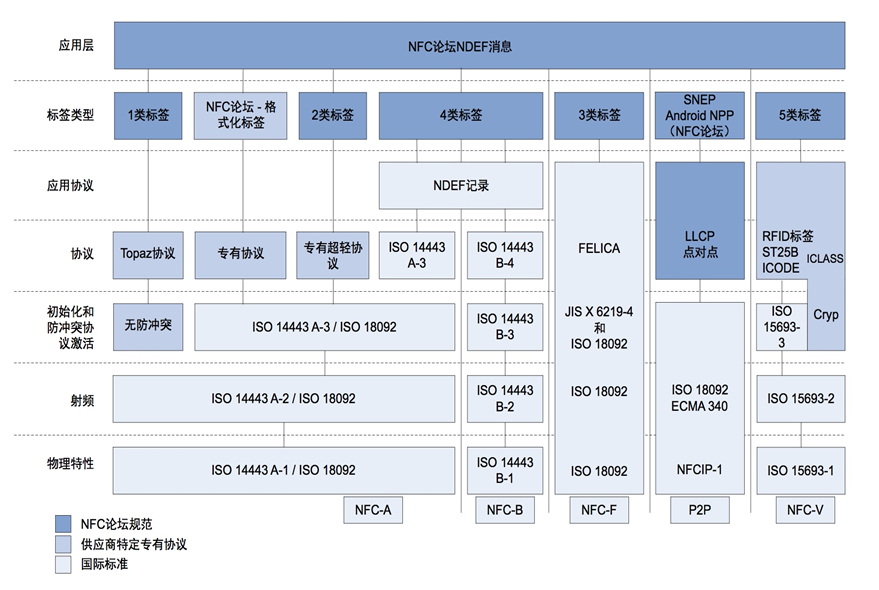 应用层
NFC论坛NDEF消息
标签类型
1类标签
NFC论坛 - 格
式化标签
2类标签
4类标签
3类标签
SNEP
Android NPP
（NFC论坛）
5类标签
应用协议
NDEF记录
协议
Topaz协议
专有协议
专有超轻协
议
ISO 14443
A-3
ISO 14443
B-4
FELICA
LLCP
点对点
RFID标签
ST25B
ICODE
ICLASS
初始化和
防冲突协
议激活
无防冲突
ISO 14443 A-3 / ISO 18092
ISO 14443
B-3
JIS X 6219-4
和
ISO 18092
ISO
15693-
3
Cryp
射频
ISO 14443 A-2 / ISO 18092
ISO 14443
B-2
ISO 18092
ISO 18092
ECMA 340
ISO 15693-2
物理特性
ISO 14443 A-1 / ISO 18092
ISO 14443
B-1
ISO 18092
NFCIP-1
ISO 15693-1
NFC-A
NFC-B
NFC-F
P2P
NFC-V
NFC论坛规范
供应商特定专有协议
国际标准